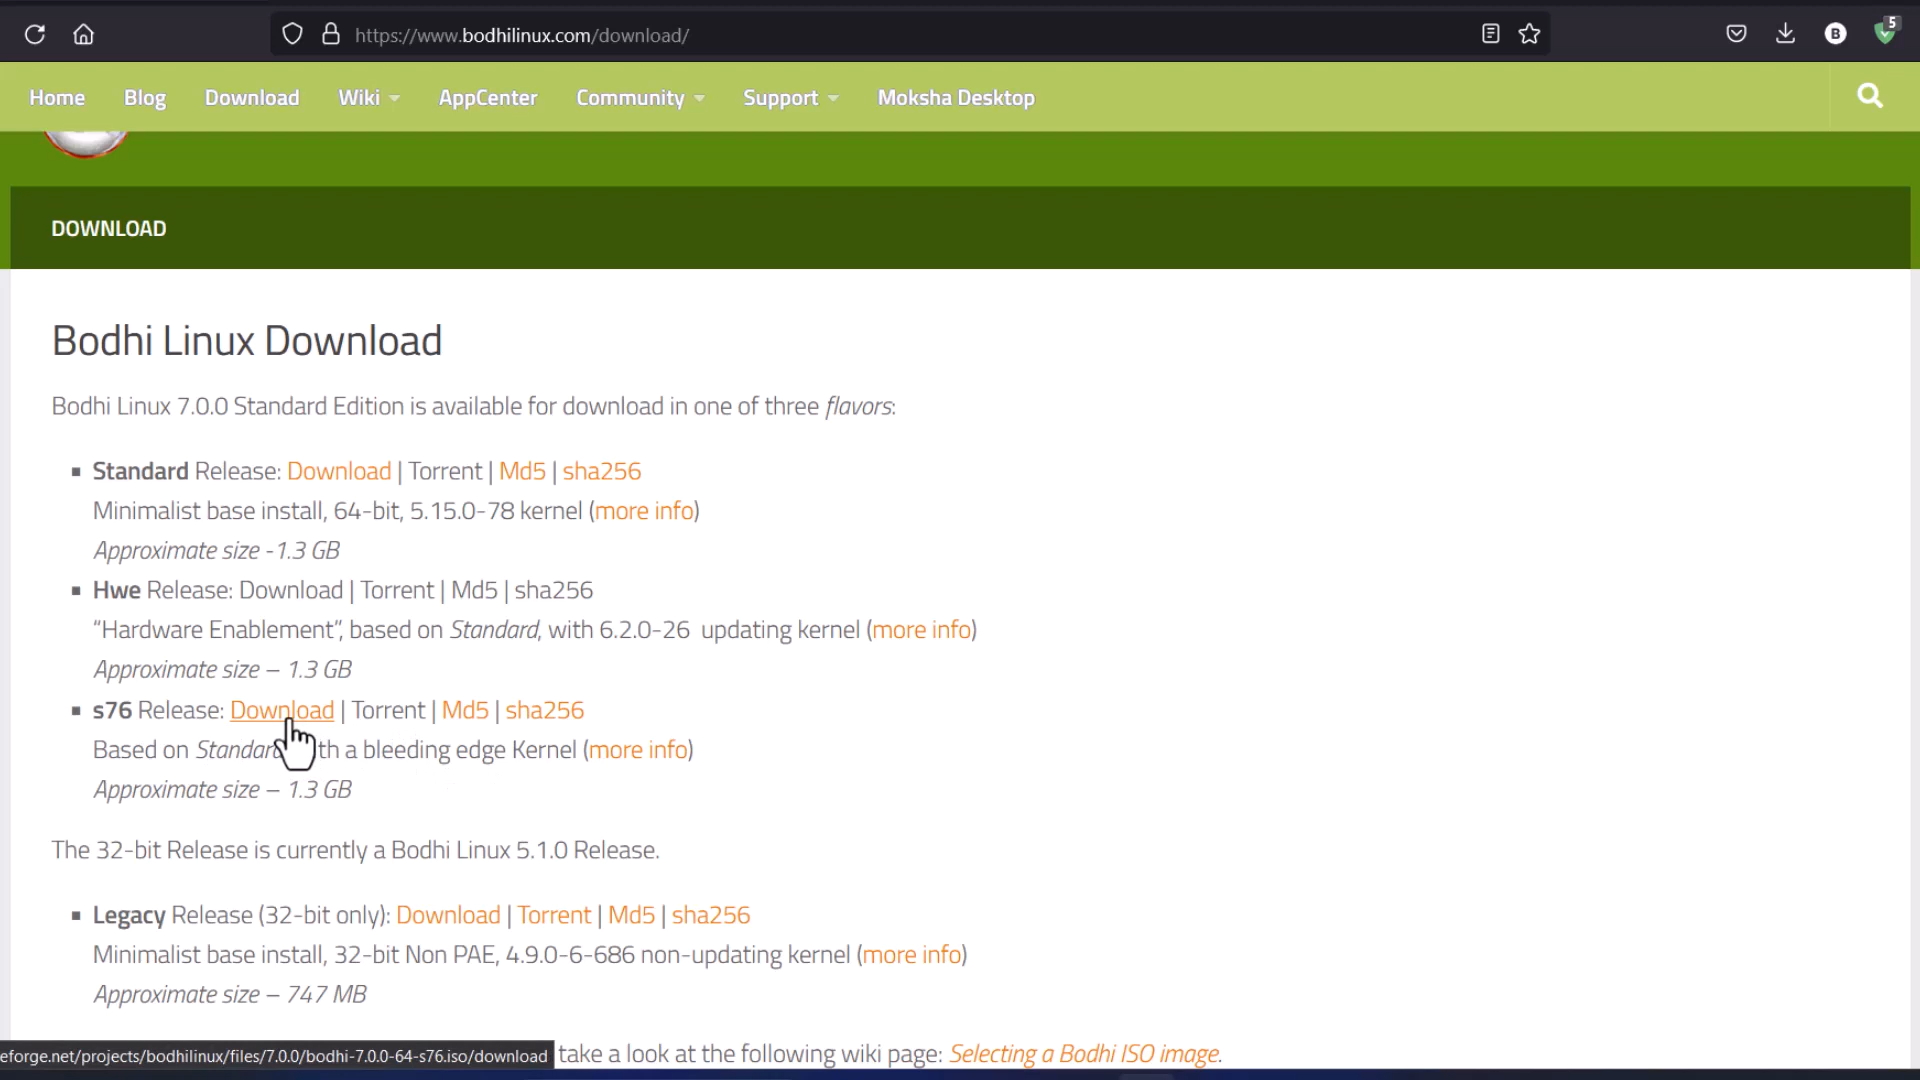 https://www.bodhilinux.com/download/
B
5
Home Blog Download Wiki AppCenter Community Support Moksha Desktop
DOWNLOAD
Bodhi Linux Download
Bodhi Linux 7.0.0 Standard Edition is available for download in one of three flavors:
▪ Standard Release: Download | Torrent | Md5 | sha256
Minimalist base install, 64-bit, 5.15.0-78 kernel (more info)
Approximate size -1.3 GB
▪ Hwe Release: Download | Torrent | Md5 | sha256
“Hardware Enablement”, based on Standard, with 6.2.0-26 updating kernel (more info)
Approximate size – 1.3 GB
▪ s76 Release: Download | Torrent | Md5 | sha256
Based on Standard th a bleeding edge Kernel (more info)
Approximate size – 1.3 GB
The 32-bit Release is currently a Bodhi Linux 5.1.0 Release.
▪ Legacy Release (32-bit only): Download | Torrent | Md5 | sha256
Minimalist base install, 32-bit Non PAE, 4.9.0-6-686 non-updating kernel (more info)
Approximate size – 747 MB
eforge.net/projects/bodhilinux/files/7.0.0/bodhi-7.0.0-64-s76.iso/download take a look at the following wiki page: Selecting a Bodhi ISO image.